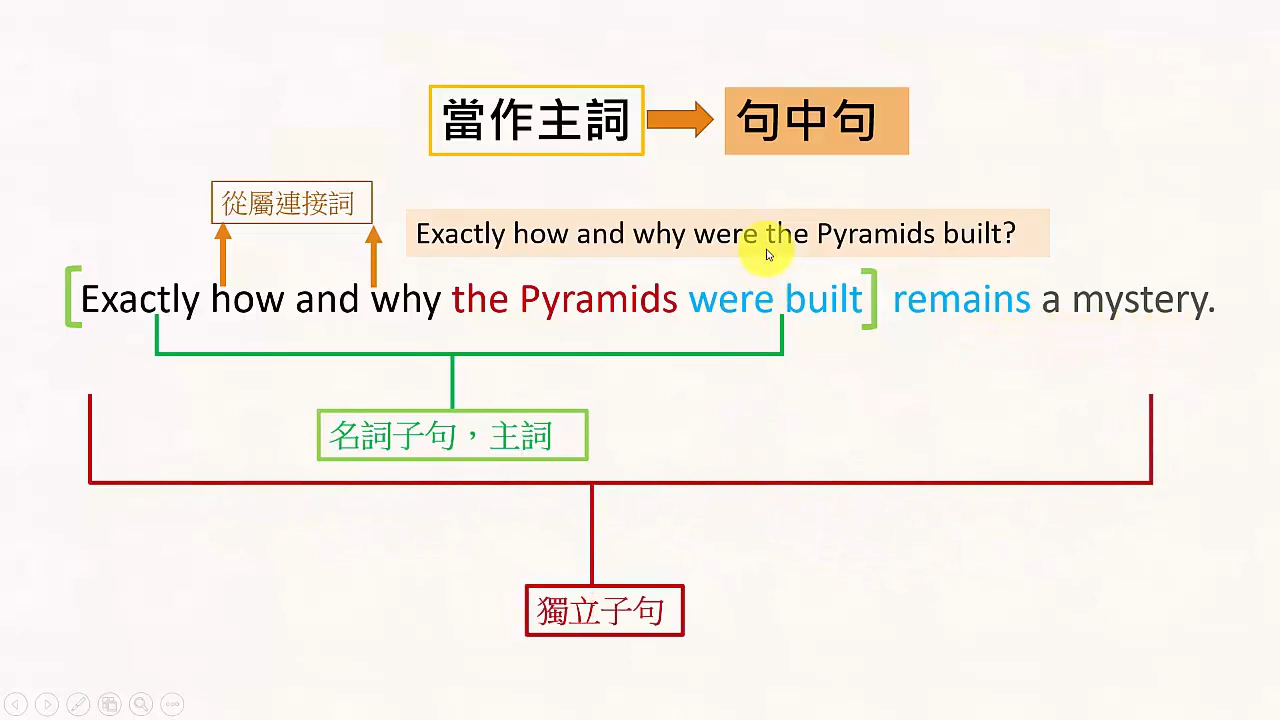 當作主詞
句中句
從屬連接詞
Exactly how and why were the Pyramids built?
Exactly how and why the Pyramids were built remains a mystery.
名詞子句，主詞
獨立子句